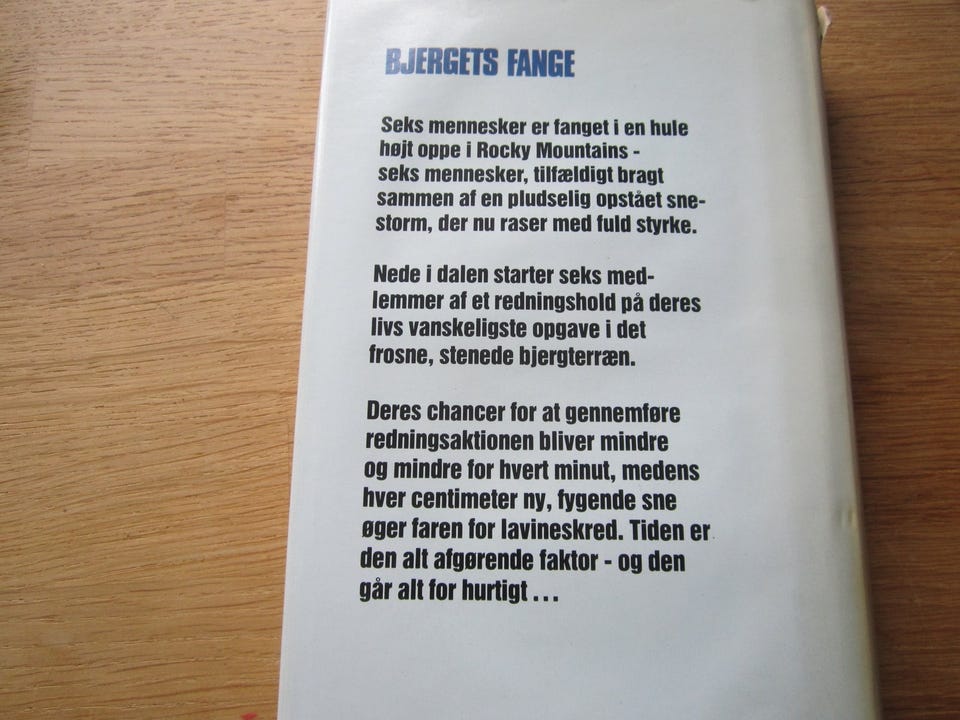 BJERGETS FANGE
Seks mennesker er fanget i en hule
højt oppe i Rocky Mountains -
seks mennesker, tilfældigt bragt
sammen af en pludselig opstået sne-
storm, der nu raser med fuld styrke.
Nede i dalen starter seks med-
lemmer af et redningshold på deres
livs vanskeligste opgave i det
frosne, stenede bjergterræn.
Deres chancer for at gennemføre
redningsaktionen bliver mindre
og mindre for hvert minut, medens
hver centimeter ny, fygende sne
øger faren for lavineskred. Tiden er
den alt afgørende faktor - og den
går alt for hurtigt ...